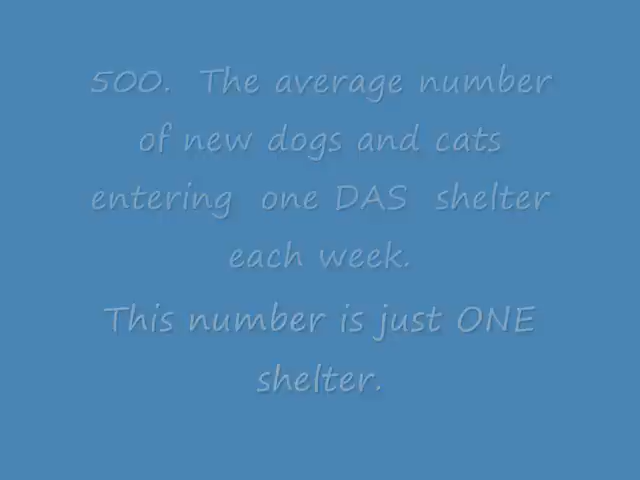 500. The average number
of new dogs and cats
entering one DAS shelter
each week.
This number is just ONE
shelter.